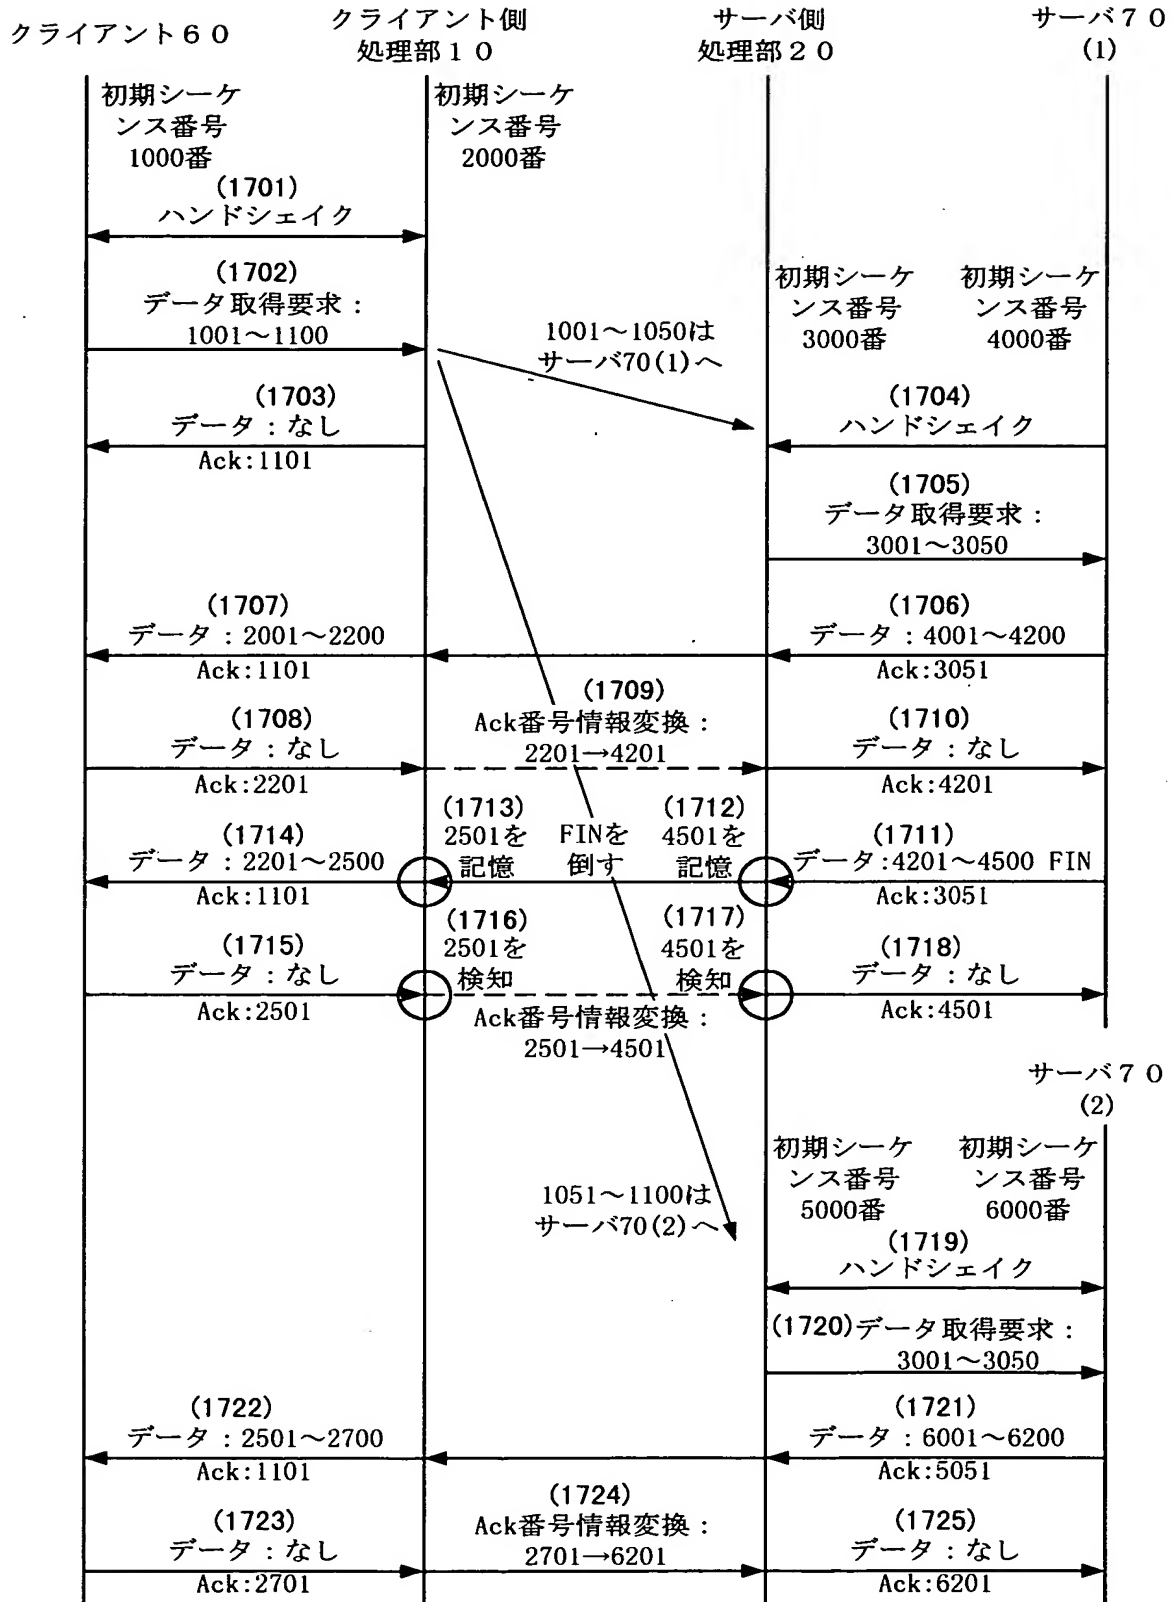 クライアント60
クライアント側
処理部10
サーバ側
処理部20
サーバ70
(1)
初期シーケ
ンス番号
1000番
初期シーケ
ンス番号
2000番
(1701)
ハンドシェイク
(1702)
データ取得要求：
1001～1100
1001～1050は
サーバ70(1)へ
初期シーケ
ンス番号
3000番
初期シーケ
ンス番号
4000番
(1703)
データ：なし
Ack:1101
(1704)
ハンドシェイク
(1705)
データ取得要求：
3001～3050
(1707)
データ：2001～2200
Ack:1101
(1706)
データ：4001～4200
Ack:3051
(1708)
データ：なし
Ack:2201
(1709)
Ack番号情報変換：
2201→4201
(1710)
データ：なし
Ack:4201
(1714)
データ：2201～2500
Ack:1101
(1713)
2501を
記憶
FINを
倒す
(1712)
4501を
記憶
(1711)
データ:4201～4500 FIN
Ack:3051
(1715)
データ：なし
Ack:2501
(1716)
2501を
検知
(1717)
4501を
検知
Ack番号情報変換：
2501→4501
(1718)
データ：なし
Ack:4501
サーバ70
(2)
1051～1100は
サーバ70(2)へ
初期シーケ
ンス番号
5000番
初期シーケ
ンス番号
6000番
(1719)
ハンドシェイク
(1720)データ取得要求：
3001～3050
(1722)
データ：2501～2700
Ack:1101
(1721)
データ：6001～6200
Ack:5051
(1723)
データ：なし
Ack:2701
(1724)
Ack番号情報変換：
2701→6201
(1725)
データ：なし
Ack:6201